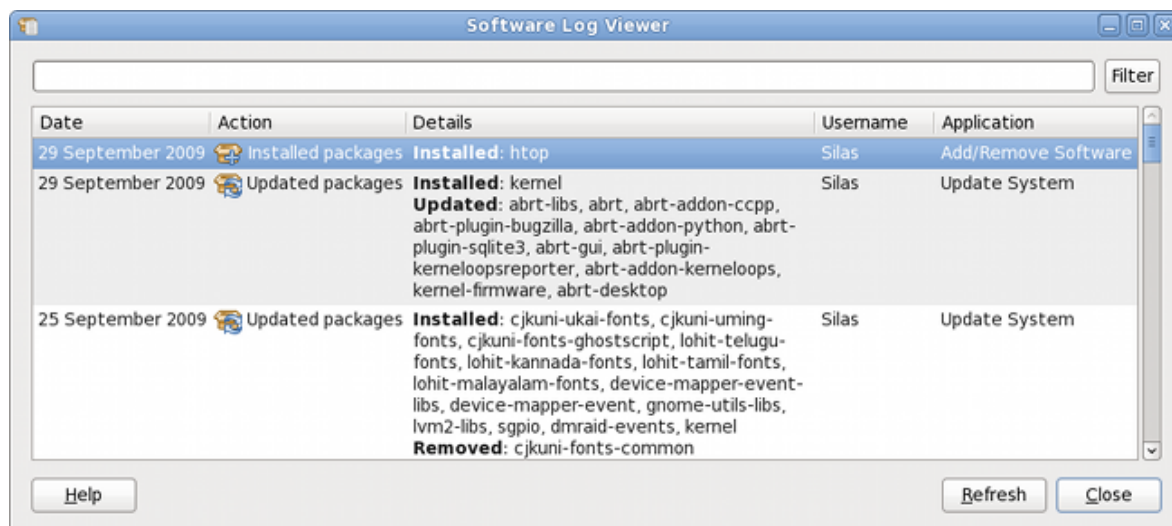 Software Log Viewer
Filter
Date Action Details Username Application
29 September 2009 Installed packages Installed: htop Silas Add/Remove Software
29 September 2009 Updated packages Installed: kernel Silas Update System
Updated: abrt-libs, abrt, abrt-addon-ccpp,
abrt-plugin-bugzilla, abrt-addon-python, abrt-
plugin-sqlite3, abrt-gui, abrt-plugin-
kerneloopsreporter, abrt-addon-kerneloops,
kernel-firmware, abrt-desktop
25 September 2009 Updated packages Installed: cjkuni-ukai-fonts, cjkuni-uming- Silas Update System
fonts, cjkuni-fonts-ghostscript, lohit-telugu-
fonts, lohit-kannada-fonts, lohit-tamil-fonts,
lohit-malayalam-fonts, device-mapper-event-
libs, device-mapper-event, gnome-utils-libs,
lvm2-libs, sgpio, dmraid-events, kernel
Removed: cjkuni-fonts-common
Help Refresh Close